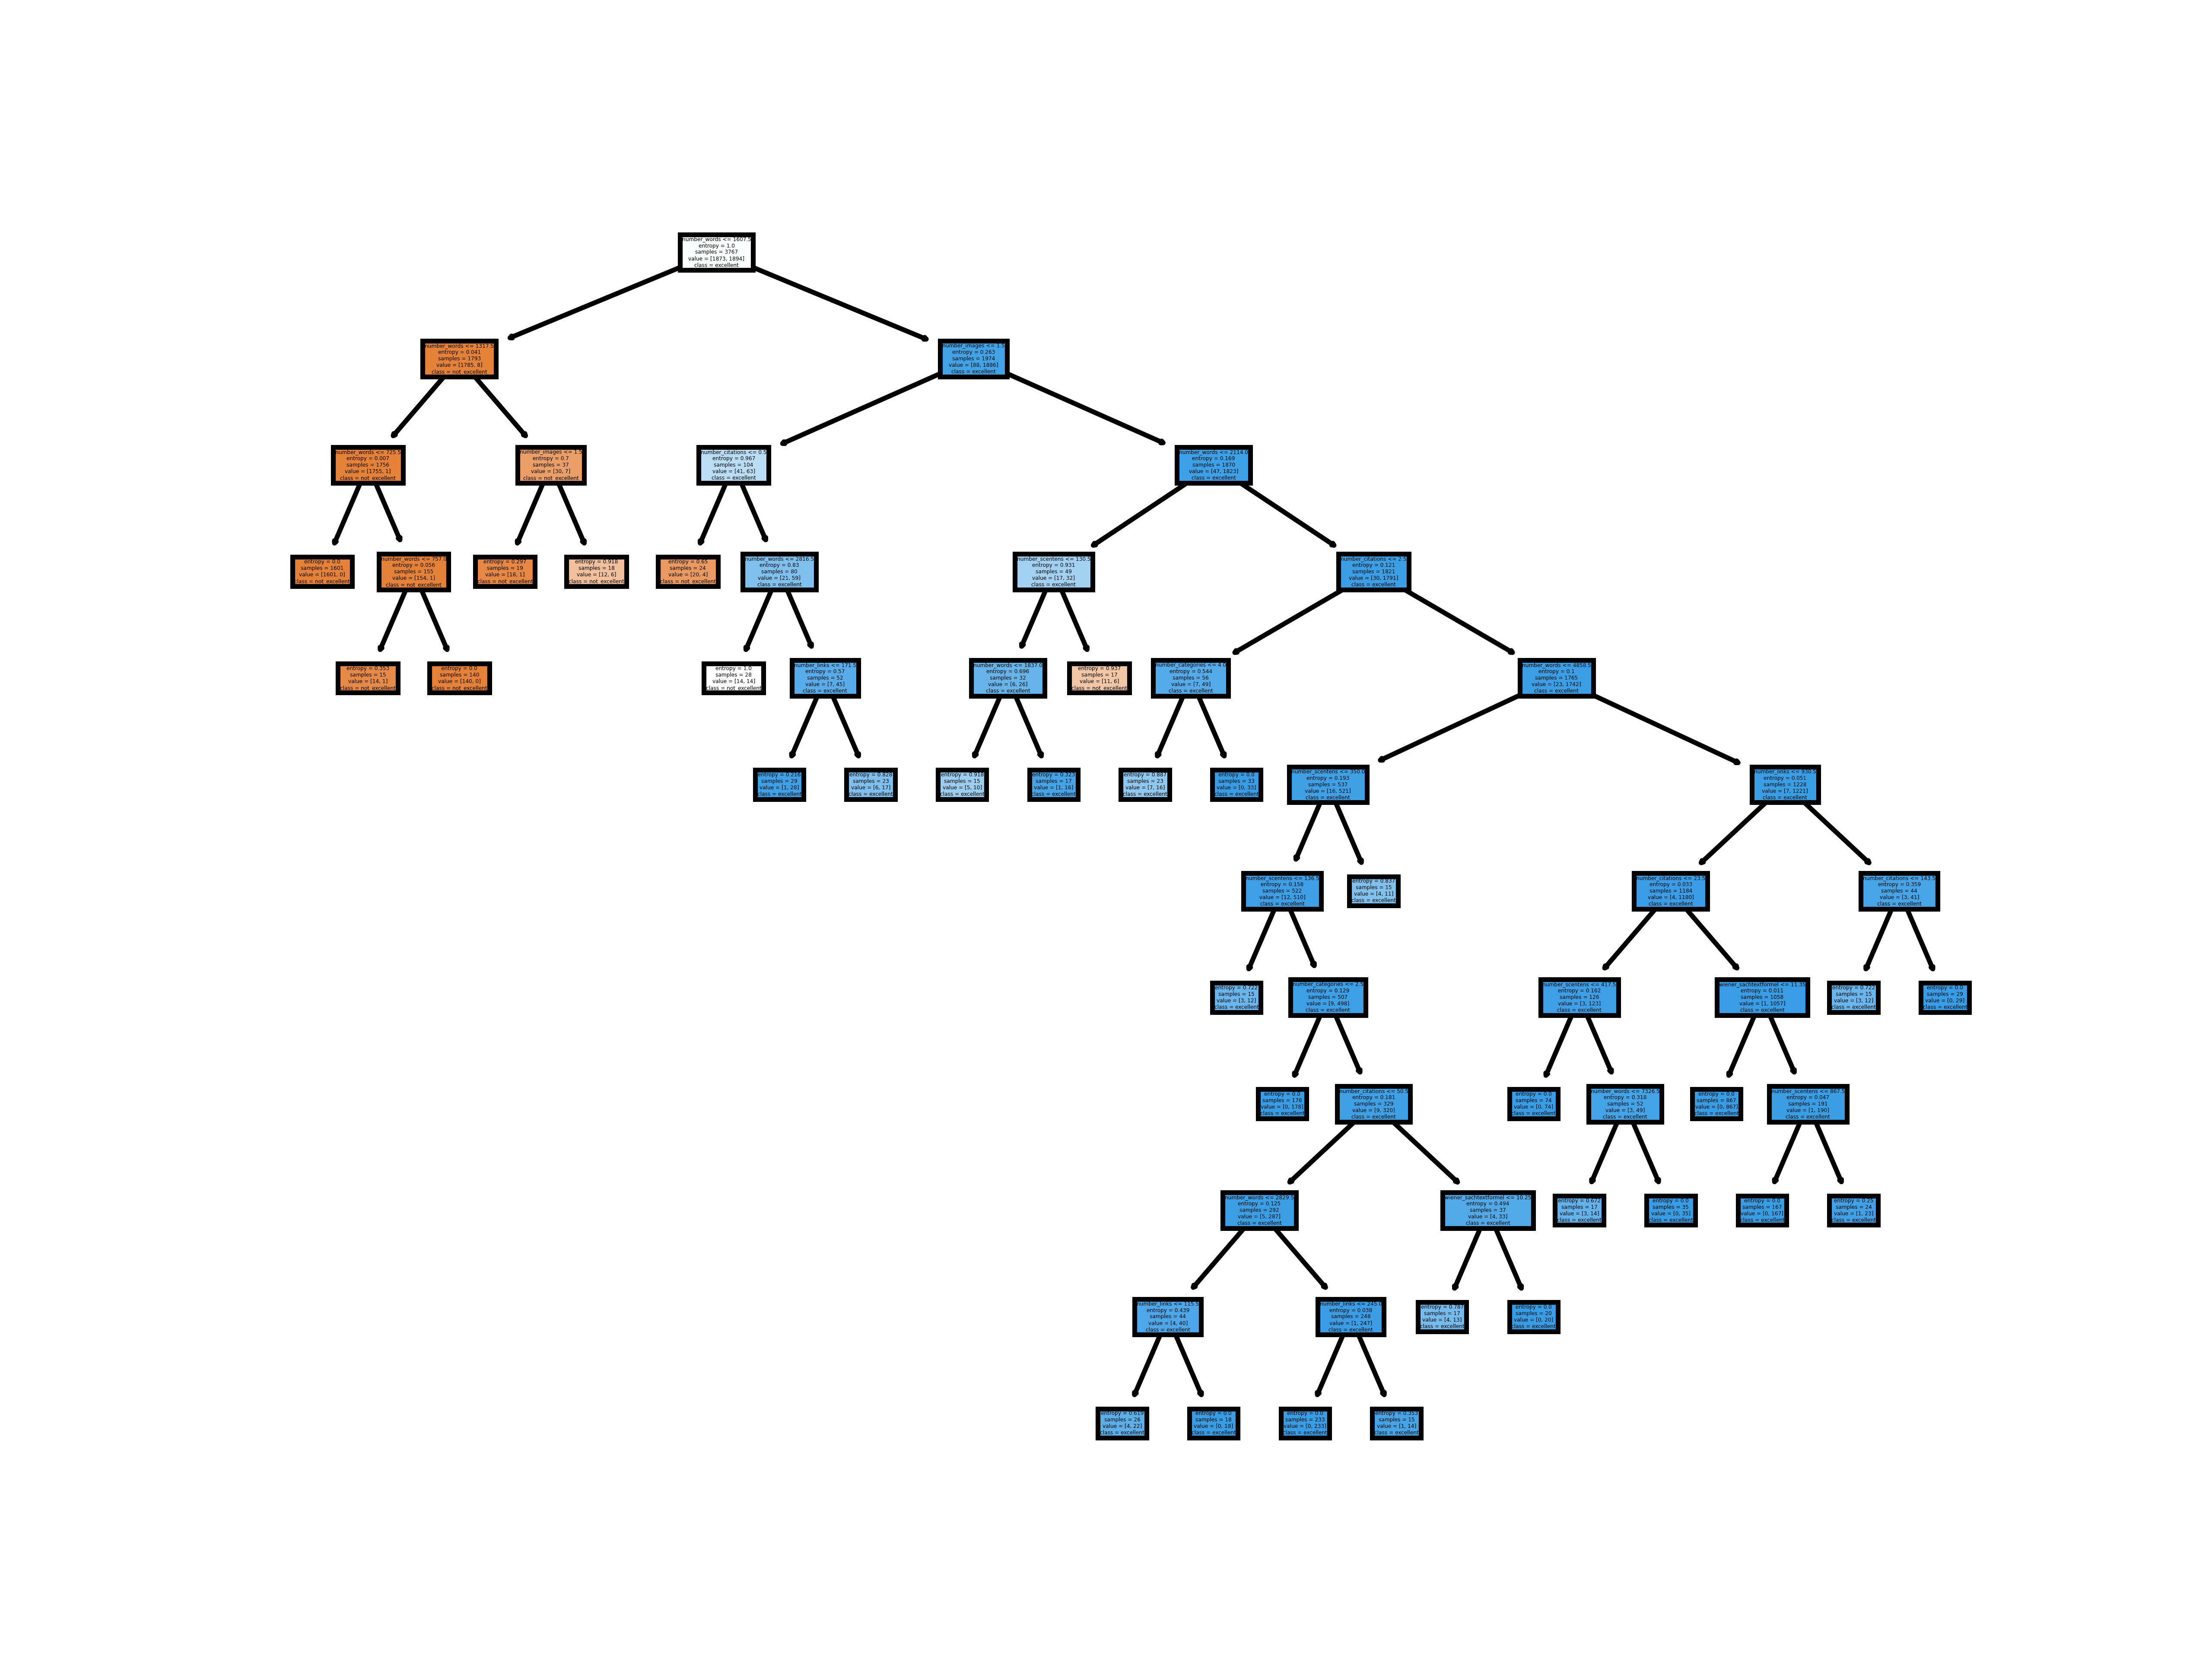 number_words <= 1607.5
entropy = 1.0
samples = 3767
value = [1873, 1894]
class = excellent
number_words <= 1317.5
entropy = 0.041
samples = 1793
value = [1785, 8]
class = not_excellent
number_images <= 1.5
entropy = 0.263
samples = 1974
value = [88, 1886]
class = excellent
number_words <= 725.5
entropy = 0.007
samples = 1756
value = [1755, 1]
class = not_excellent
number_images <= 1.5
entropy = 0.7
samples = 37
value = [30, 7]
class = not_excellent
number_citations <= 0.5
entropy = 0.967
samples = 104
value = [41, 63]
class = excellent
number_words <= 2114.0
entropy = 0.169
samples = 1870
value = [47, 1823]
class = excellent
entropy = 0.0
samples = 1601
value = [1601, 0]
class = not_excellent
number_words <= 757.0
entropy = 0.056
samples = 155
value = [154, 1]
class = not_excellent
entropy = 0.297
samples = 19
value = [18, 1]
class = not_excellent
entropy = 0.918
samples = 18
value = [12, 6]
class = not_excellent
entropy = 0.65
samples = 24
value = [20, 4]
class = not_excellent
number_words <= 2816.5
entropy = 0.83
samples = 80
value = [21, 59]
class = excellent
number_scentens <= 130.5
entropy = 0.931
samples = 49
value = [17, 32]
class = excellent
number_citations <= 2.5
entropy = 0.121
samples = 1821
value = [30, 1791]
class = excellent
entropy = 0.353
samples = 15
value = [14, 1]
class = not_excellent
entropy = 0.0
samples = 140
value = [140, 0]
class = not_excellent
entropy = 1.0
samples = 28
value = [14, 14]
class = not_excellent
number_links <= 171.5
entropy = 0.57
samples = 52
value = [7, 45]
class = excellent
number_words <= 1837.0
entropy = 0.696
samples = 32
value = [6, 26]
class = excellent
entropy = 0.937
samples = 17
value = [11, 6]
class = not_excellent
number_categories <= 4.0
entropy = 0.544
samples = 56
value = [7, 49]
class = excellent
number_words <= 4858.5
entropy = 0.1
samples = 1765
value = [23, 1742]
class = excellent
entropy = 0.216
samples = 29
value = [1, 28]
class = excellent
entropy = 0.828
samples = 23
value = [6, 17]
class = excellent
entropy = 0.918
samples = 15
value = [5, 10]
class = excellent
entropy = 0.323
samples = 17
value = [1, 16]
class = excellent
entropy = 0.887
samples = 23
value = [7, 16]
class = excellent
entropy = 0.0
samples = 33
value = [0, 33]
class = excellent
number_scentens <= 350.0
entropy = 0.193
samples = 537
value = [16, 521]
class = excellent
number_links <= 930.5
entropy = 0.051
samples = 1228
value = [7, 1221]
class = excellent
number_scentens <= 136.5
entropy = 0.158
samples = 522
value = [12, 510]
class = excellent
entropy = 0.837
samples = 15
value = [4, 11]
class = excellent
number_citations <= 23.5
entropy = 0.033
samples = 1184
value = [4, 1180]
class = excellent
number_citations <= 143.5
entropy = 0.359
samples = 44
value = [3, 41]
class = excellent
entropy = 0.722
samples = 15
value = [3, 12]
class = excellent
number_categories <= 2.5
entropy = 0.129
samples = 507
value = [9, 498]
class = excellent
number_scentens <= 417.5
entropy = 0.162
samples = 126
value = [3, 123]
class = excellent
wiener_sachtextformel <= 11.35
entropy = 0.011
samples = 1058
value = [1, 1057]
class = excellent
entropy = 0.722
samples = 15
value = [3, 12]
class = excellent
entropy = 0.0
samples = 29
value = [0, 29]
class = excellent
entropy = 0.0
samples = 178
value = [0, 178]
class = excellent
number_citations <= 50.5
entropy = 0.181
samples = 329
value = [9, 320]
class = excellent
entropy = 0.0
samples = 74
value = [0, 74]
class = excellent
number_words <= 7326.5
entropy = 0.318
samples = 52
value = [3, 49]
class = excellent
entropy = 0.0
samples = 867
value = [0, 867]
class = excellent
number_scentens <= 867.0
entropy = 0.047
samples = 191
value = [1, 190]
class = excellent
number_words <= 2829.5
entropy = 0.125
samples = 292
value = [5, 287]
class = excellent
wiener_sachtextformel <= 10.25
entropy = 0.494
samples = 37
value = [4, 33]
class = excellent
entropy = 0.672
samples = 17
value = [3, 14]
class = excellent
entropy = 0.0
samples = 35
value = [0, 35]
class = excellent
entropy = 0.0
samples = 167
value = [0, 167]
class = excellent
entropy = 0.25
samples = 24
value = [1, 23]
class = excellent
number_links <= 115.5
entropy = 0.439
samples = 44
value = [4, 40]
class = excellent
number_links <= 245.0
entropy = 0.038
samples = 248
value = [1, 247]
class = excellent
entropy = 0.787
samples = 17
value = [4, 13]
class = excellent
entropy = 0.0
samples = 20
value = [0, 20]
class = excellent
entropy = 0.619
samples = 26
value = [4, 22]
class = excellent
entropy = 0.0
samples = 18
value = [0, 18]
class = excellent
entropy = 0.0
samples = 233
value = [0, 233]
class = excellent
entropy = 0.353
samples = 15
value = [1, 14]
class = excellent